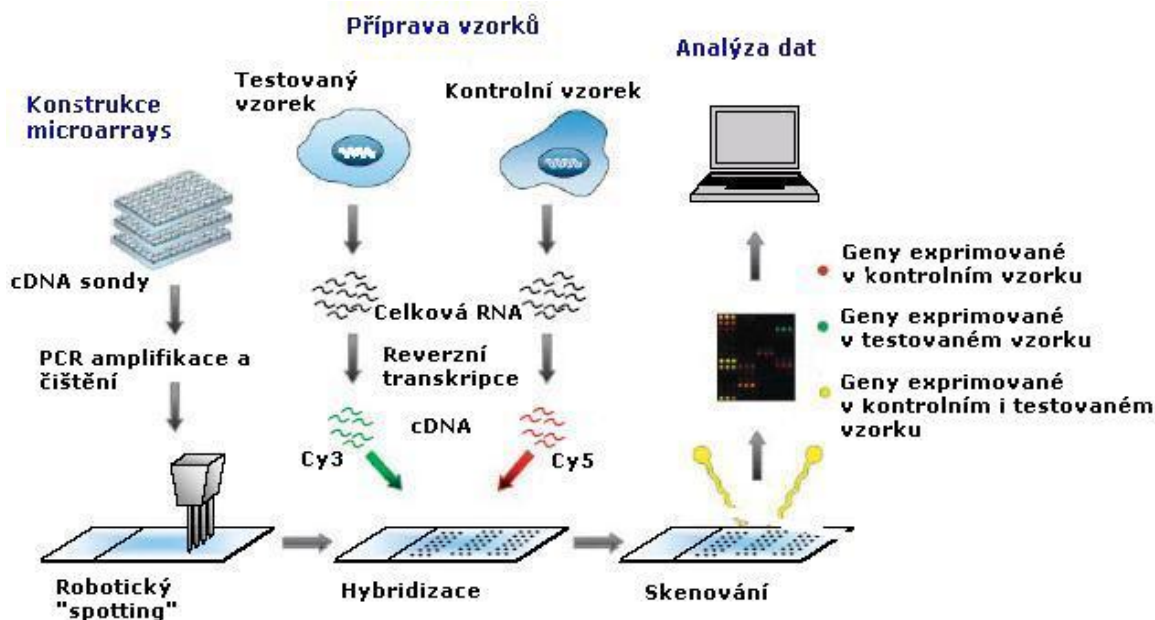 Příprava vzorků
Analýza dat
Konstrukce
microarrays
Testovaný
vzorek
Kontrolní vzorek
cDNA sondy
PCR amplifikace a
čištění
Robotický
"spotting"
Celková RNA
Reverzní
transkripce
cDNA
Cy3
Cy5
Hybridizace
Skenování
Geny exprimované
v kontrolním vzorku
Geny exprimované
v testovaném vzorku
Geny exprimované
v kontrolním i testovaném
vzorku